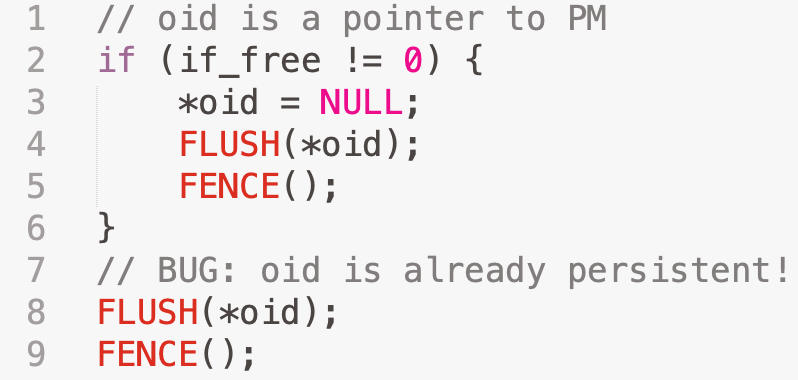 1 // oid is a pointer to PM
2 if (if_free != 0) {
3     *oid = NULL;
4     FLUSH(*oid);
5     FENCE();
6 }
7 // BUG: oid is already persistent!
8 FLUSH(*oid);
9 FENCE();